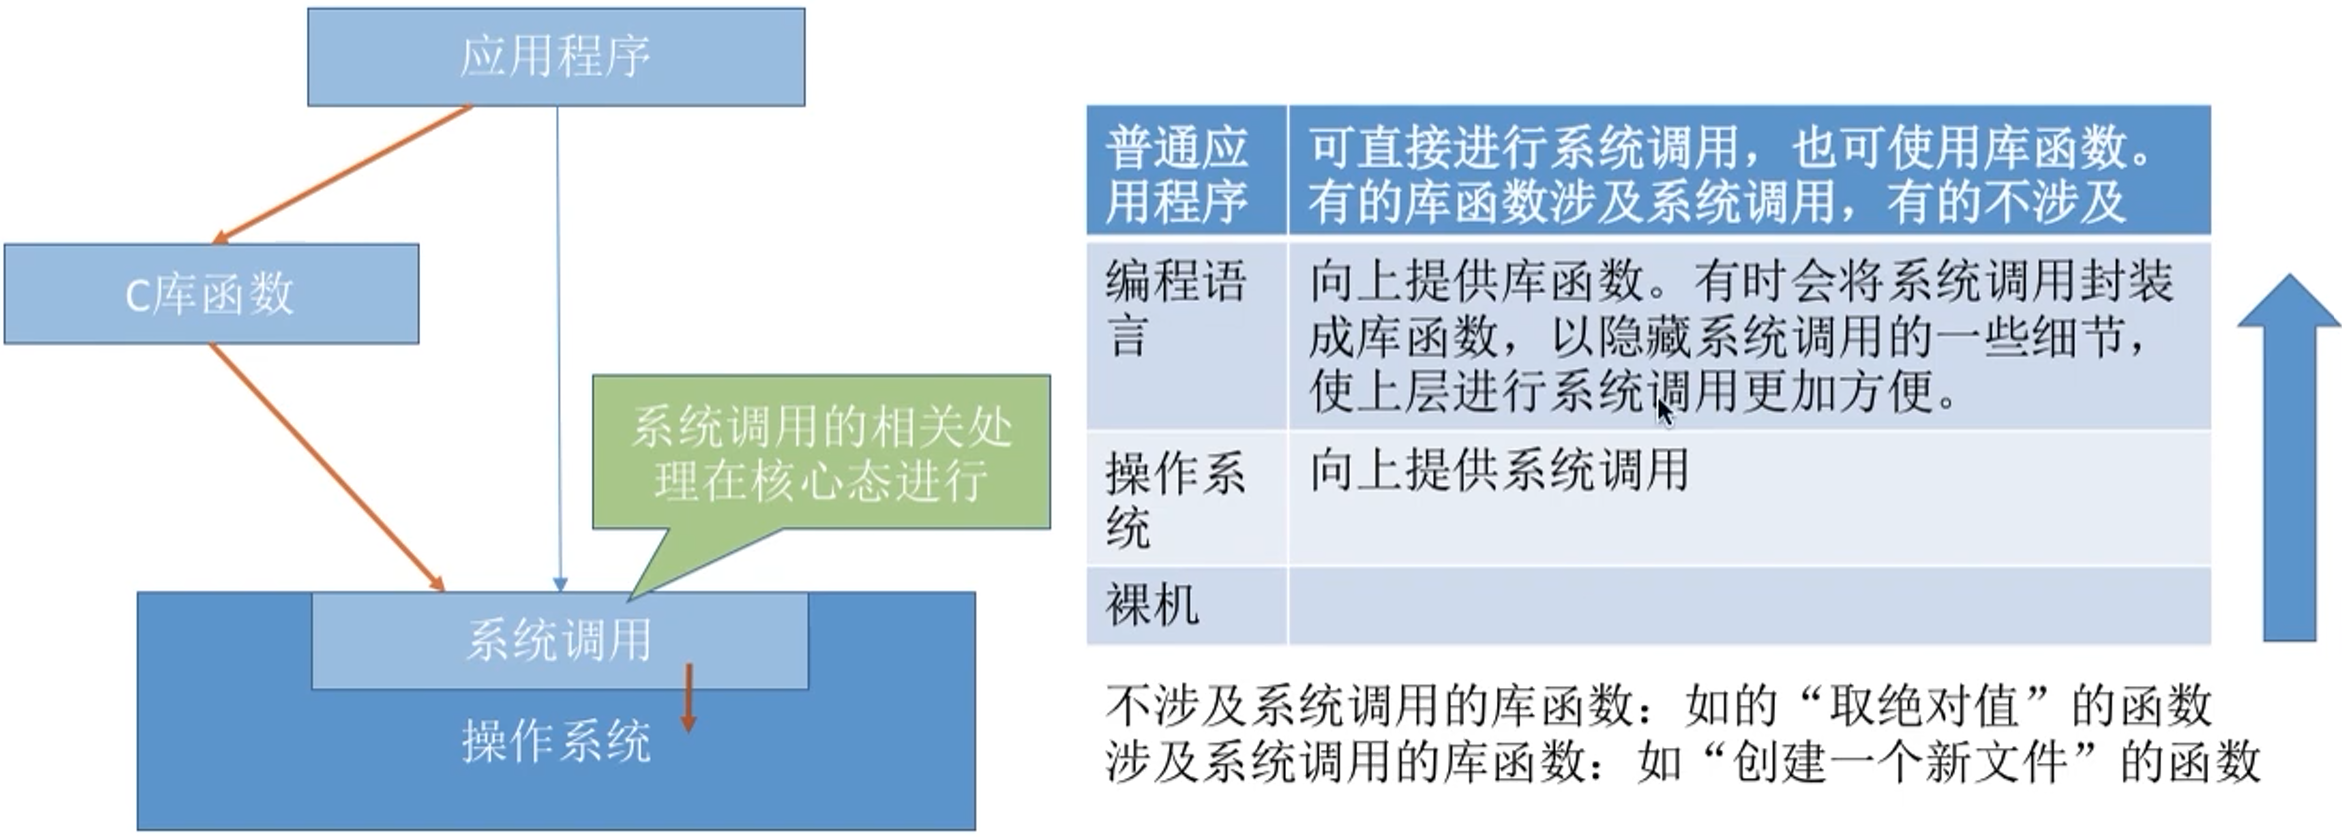 应用程序
C库函数
系统调用的相关处
理在核心态进行
系统调用
操作系统
普通应
用程序
可直接进行系统调用，也可使用库函数。
有的库函数涉及系统调用，有的不涉及
编程语
言
向上提供库函数。有时会将系统调用封装
成库函数，以隐藏系统调用的一些细节，
使上层进行系统调用更加方便。
操作系
统
向上提供系统调用
裸机
不涉及系统调用的库函数：如的“取绝对值”的函数
涉及系统调用的库函数：如“创建一个新文件”的函数